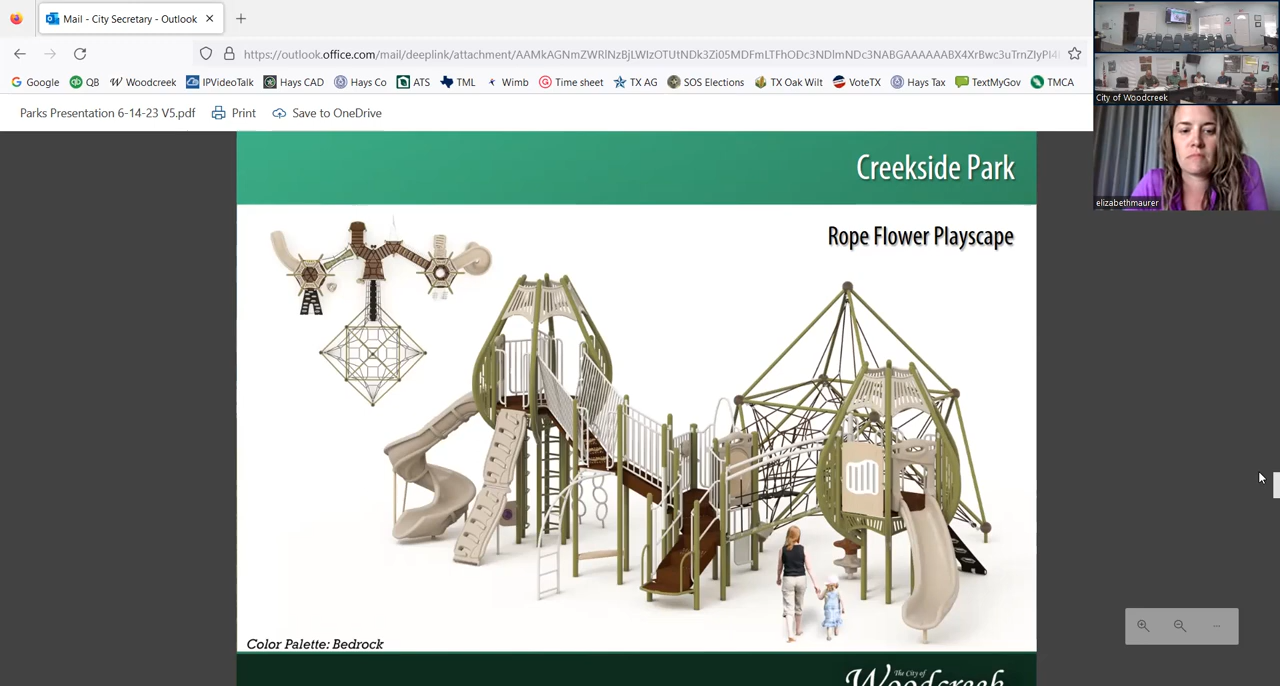 Mail - City Secretary - Outlook
https://outlook.office.com/mail/deeplink/attachment/
Google QB Woodcreek IPVideoTalk Hays CAD Hays Co ATS TML Wimb Time sheet TX AG SOS Elections TX Oak Wilt VoteTX Hays Tax TextMyGov TMCA
City of Woodcreek
Parks Presentation 6-14-23 V5.pdf Print Save to OneDrive
elizabethmaurer
Creekside Park
Rope Flower Playscape
Color Palette: Bedrock
The City of
Woodcreek